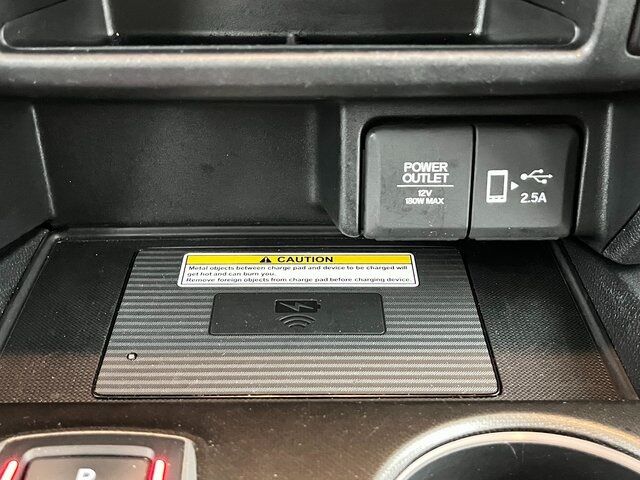 POWER
OUTLET
12V
180W MAX
2.5A
CAUTION
Metal objects between charge pad and device to be charged will
get hot and can burn you.
Remove foreign objects from charge pad before charging device.
P